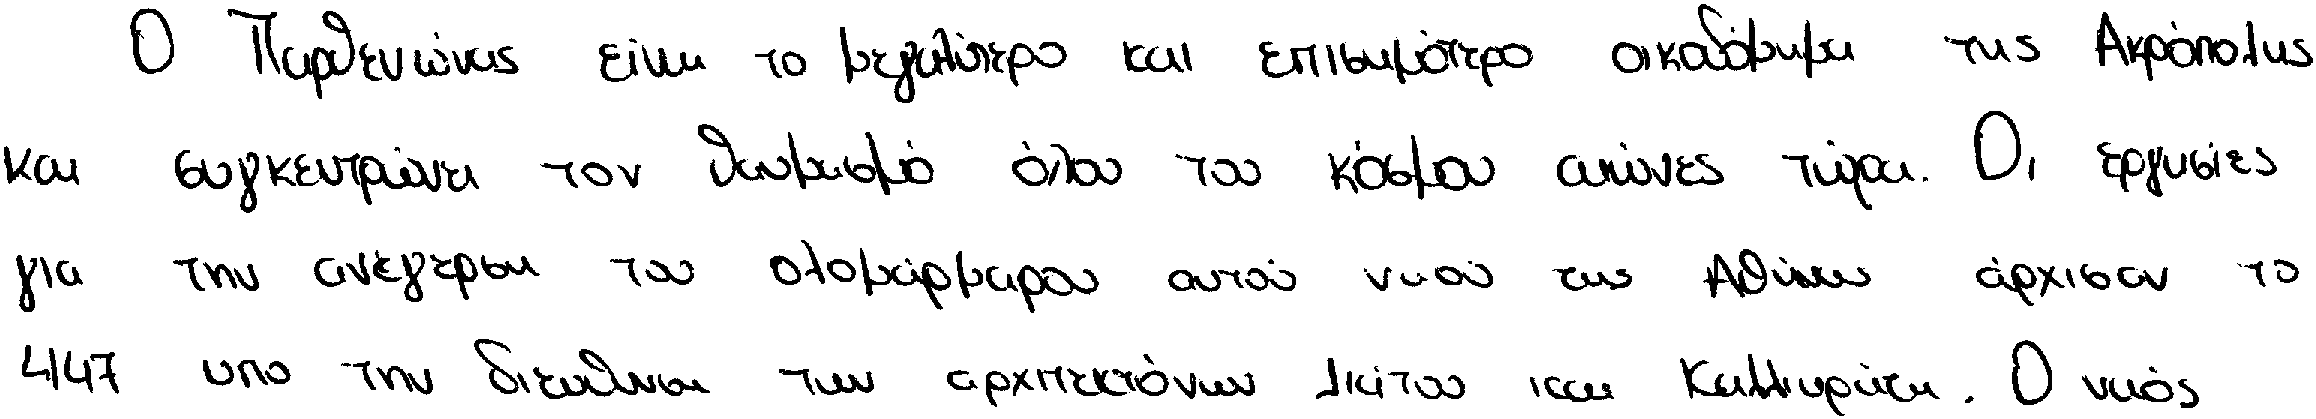 Ο Παρθενώνας είναι το μεγαλύτερο και επισημότερο οικοδόμημα της Ακρόπολης
και συγκεντρώνει τον θαυμασμό όλου του κόσμου αιώνες τώρα. Οι εργασίες
για την ανέγερση του ολομάρμαρου αυτού ναού της Αθήνας άρχισαν το
447 υπο την διεύθυνση των αρχιτεκτόνων Ικτίνου και Καλλικράτη. Ο ναός